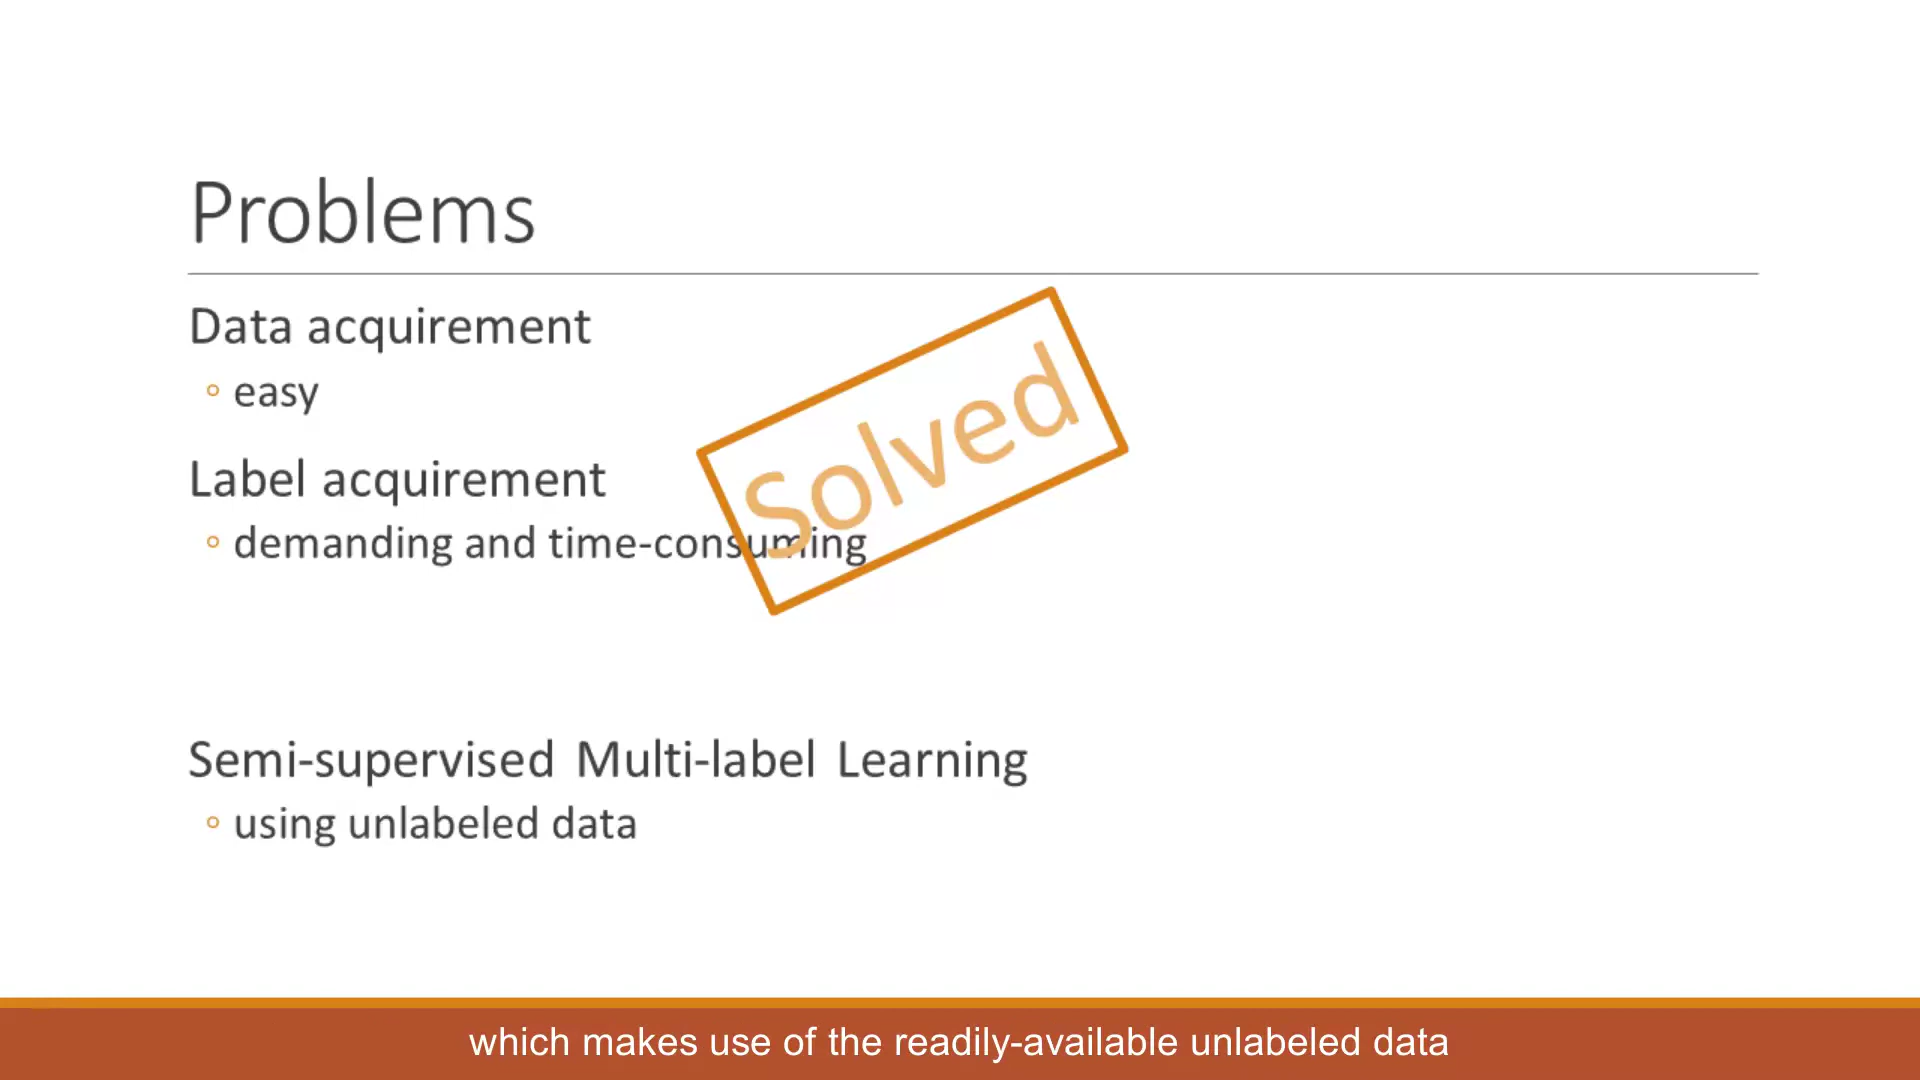 Problems
Data acquirement
◦ easy
Solved
Label acquirement
◦ demanding and time-consuming
Semi-supervised Multi-label Learning
◦ using unlabeled data
which makes use of the readily-available unlabeled data